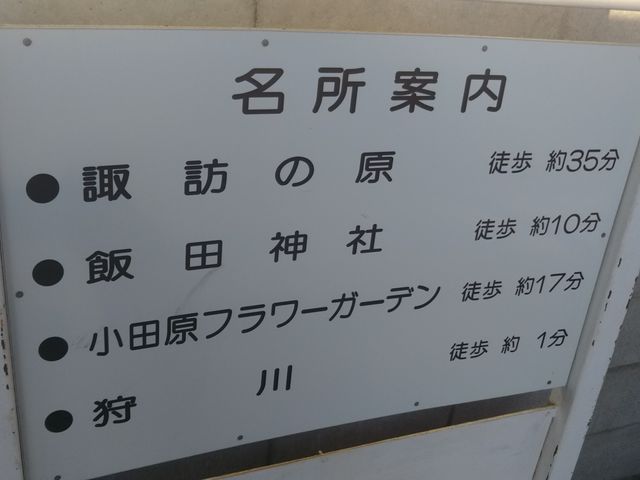 名所案内
●諏訪の原 徒歩 約35分
●飯田神社 徒歩 約10分
●小田原フラワーガーデン 徒歩 約17分
●狩川 徒歩 約 1分